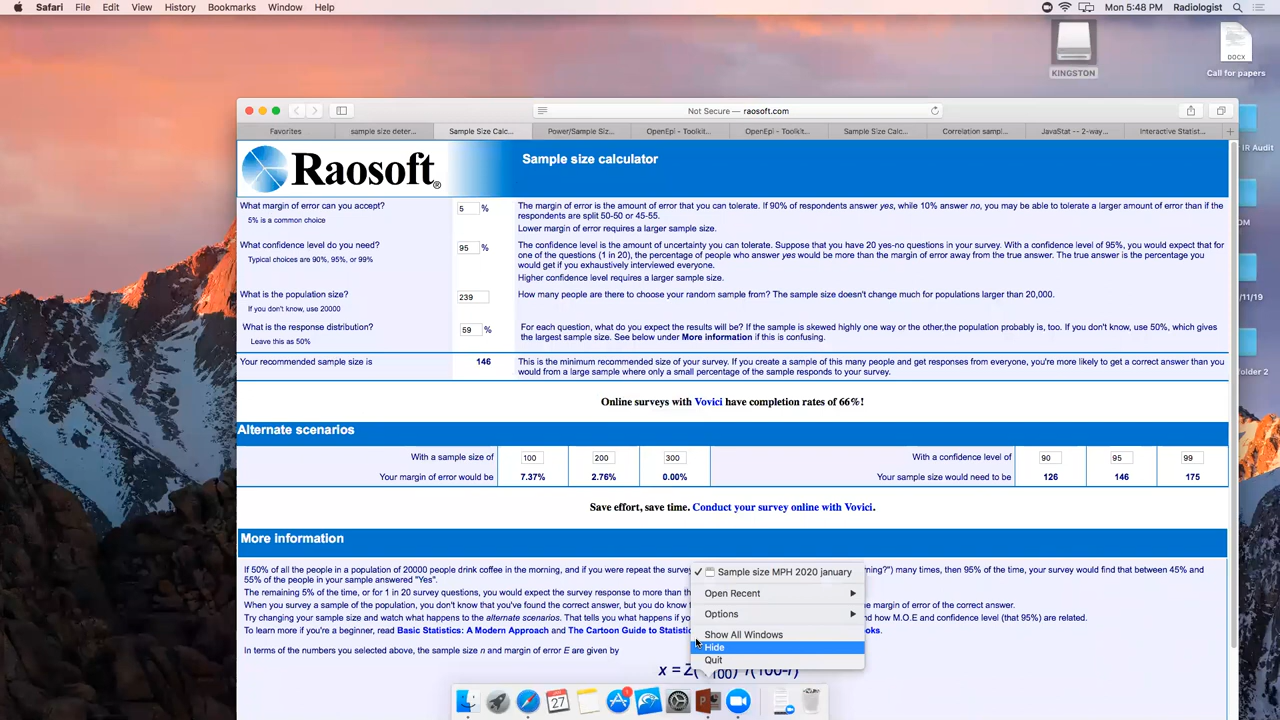 Safari File Edit View History Bookmarks Window Help
Mon 5:48 PM Radiologist
KINGSTON
DOCX
Call for papers
Not Secure — raosoft.com
Favorites
sample size deter...
Sample Size Calc...
Power/Sample Siz...
OpenEpi - Toolkit...
OpenEpi - Toolkit...
Sample Size Calc...
Correlation sampl...
JavaStat -- 2-way...
Interactive Statist...
IR Audit
/11/19
folder 2
Raosoft®
Sample size calculator
What margin of error can you accept?
5% is a common choice
5 %
The margin of error is the amount of error that you can tolerate. If 90% of respondents answer yes, while 10% answer no, you may be able to tolerate a larger amount of error than if the
respondents are split 50-50 or 45-55.
Lower margin of error requires a larger sample size.
What confidence level do you need?
Typical choices are 90%, 95%, or 99%
95 %
The confidence level is the amount of uncertainty you can tolerate. Suppose that you have 20 yes-no questions in your survey. With a confidence level of 95%, you would expect that for
one of the questions (1 in 20), the percentage of people who answer yes would be more than the margin of error away from the true answer. The true answer is the percentage you
would get if you exhaustively interviewed everyone.
Higher confidence level requires a larger sample size.
What is the population size?
If you don't know, use 20000
239
How many people are there to choose your random sample from? The sample size doesn't change much for populations larger than 20,000.
What is the response distribution?
Leave this as 50%
59 %
For each question, what do you expect the results will be? If the sample is skewed highly one way or the other,the population probably is, too. If you don't know, use 50%, which gives
the largest sample size. See below under More information if this is confusing.
Your recommended sample size is
146
This is the minimum recommended size of your survey. If you create a sample of this many people and get responses from everyone, you're more likely to get a correct answer than you
would from a large sample where only a small percentage of the sample responds to your survey.
Online surveys with Vovici have completion rates of 66%!
Alternate scenarios
With a sample size of 100 200 300
With a confidence level of 90 95 99
Your margin of error would be 7.37% 2.76% 0.00%
Your sample size would need to be 126 146 175
Save effort, save time. Conduct your survey online with Vovici.
More information
If 50% of all the people in a population of 20000 people drink coffee in the morning, and if you were repeat the survey
ming?") many times, then 95% of the time, your survey would find that between 45% and
55% of the people in your sample answered "Yes".
The remaining 5% of the time, or for 1 in 20 survey questions, you would expect the survey response to more than th
When you survey a sample of the population, you don't know that you've found the correct answer, but you do know
e margin of error of the correct answer.
Try changing your sample size and watch what happens to the alternate scenarios. That tells you what happens if yo
nd how M.O.E and confidence level (that 95%) are related.
To learn more if you're a beginner, read Basic Statistics: A Modern Approach and The Cartoon Guide to Statisti
ks.
In terms of the numbers you selected above, the sample size n and margin of error E are given by
Sample size MPH 2020 january
Open Recent
Options
Show All Windows
Hide
Quit
27
1